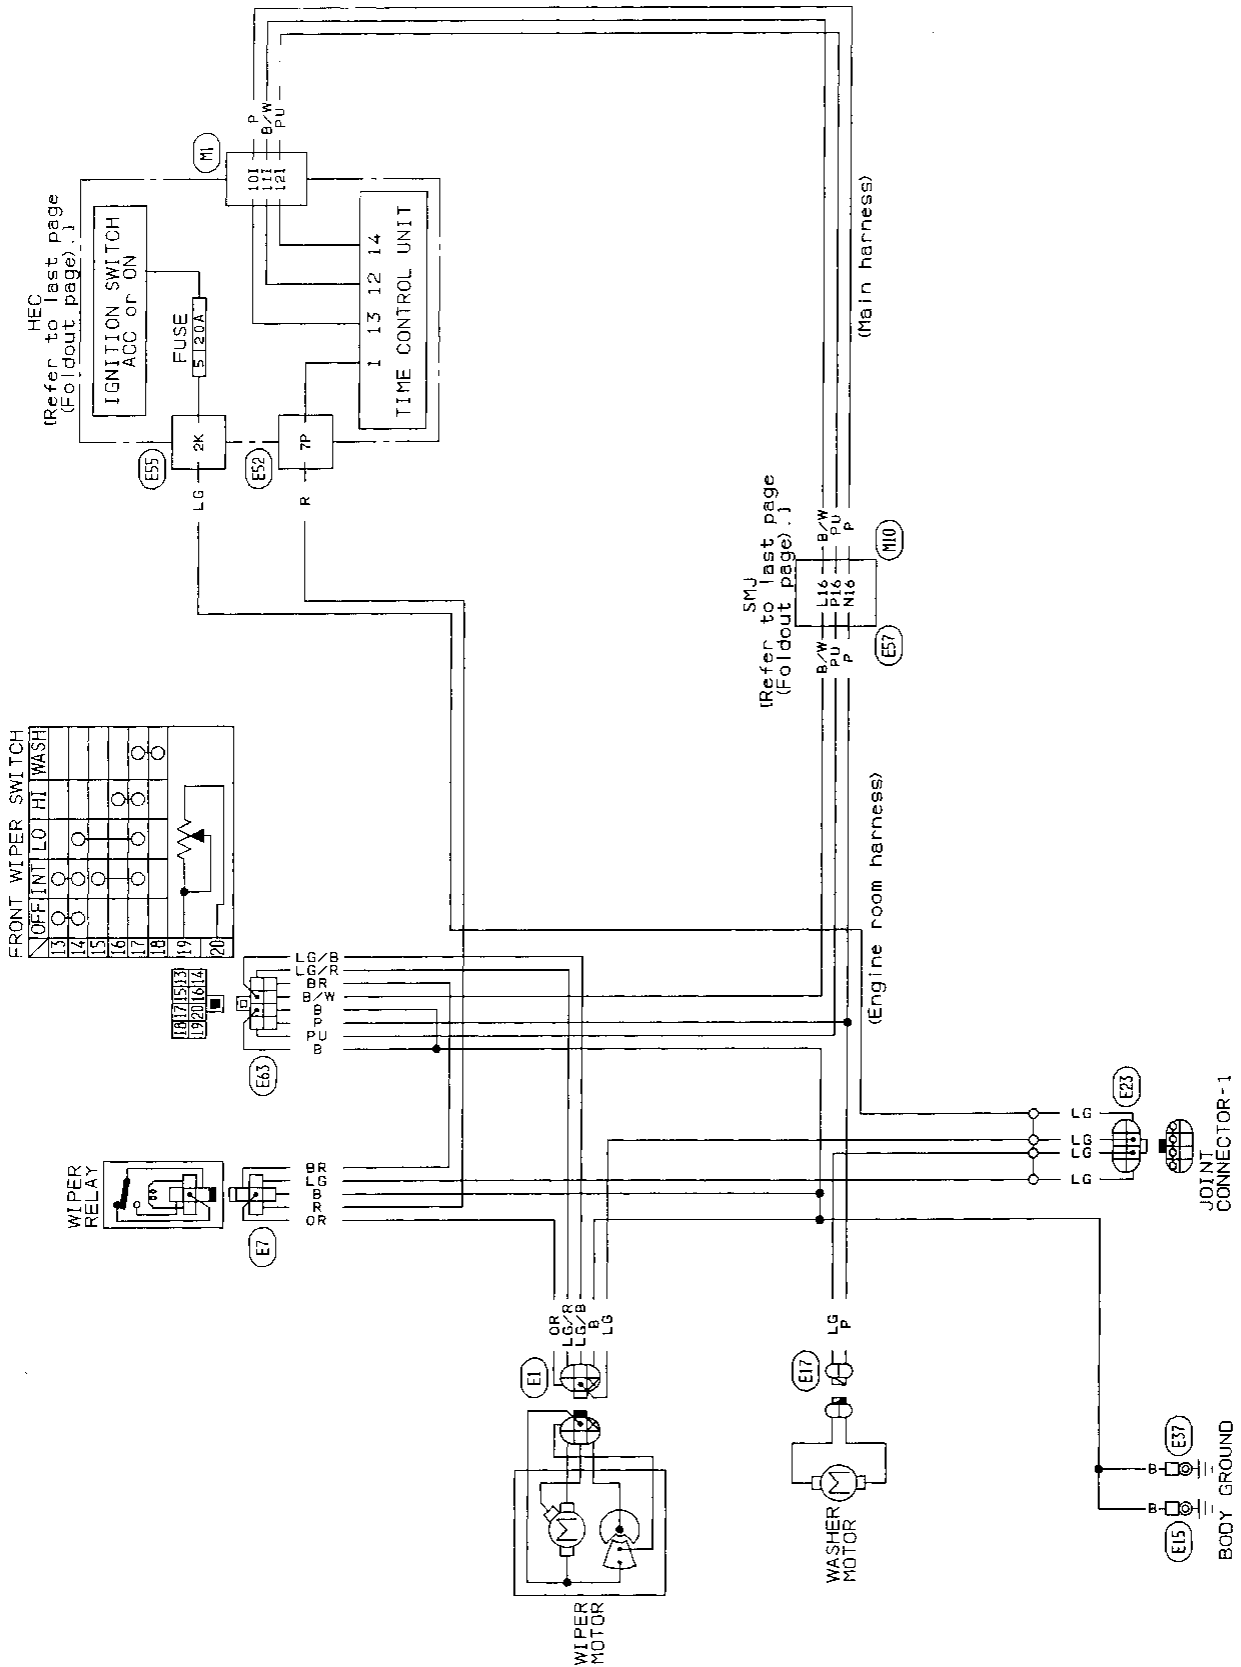 HEC
[Refer to last page
(Foldout page).]
M1
IGNITION SWITCH
ACC or ON
FUSE
5 20A
10I
11I
12I
P
B/W
PU
1 13 12 14
TIME CONTROL UNIT
E55
2K
LG
E52
7P
R
(Main harness)
SMJ
[Refer to last page
(Foldout page).]
B/W
PU
P
M10
L16
P16
N16
E57
B/W
PU
P
(Engine room harness)
FRONT WIPER SWITCH
OFF INT LO HI WASH
13
14
15
16
17
18
19
20
18 17 15 13
19 20 16 14
E63
LG/B
LG/R
BR
B/W
B
P
PU
B
WIPER
RELAY
E7
BR
LG
B
R
OR
E1
OR
LG/R
LG/B
B
LG
WIPER
MOTOR
M
E17
LG
P
WASHER
MOTOR
M
E23
LG
LG
LG
LG
JOINT
CONNECTOR-1
E37
B
E15
B
BODY GROUND